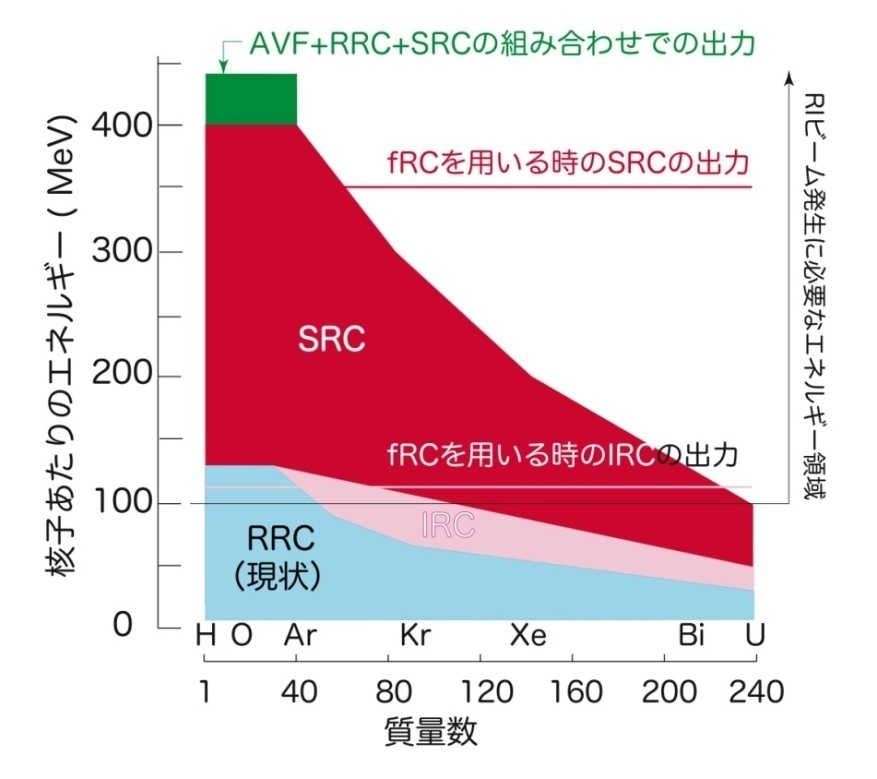 AVF+RRC+SRCの組み合わせでの出力
核子あたりのエネルギー ( MeV)
400
300
200
100
0
fRCを用いる時のSRCの出力
SRC
fRCを用いる時のIRCの出力
IRC
RRC
(現状)
RIビーム発生に必要なエネルギー領域
H O Ar Kr Xe Bi U
1 40 80 120 160 200 240
質量数